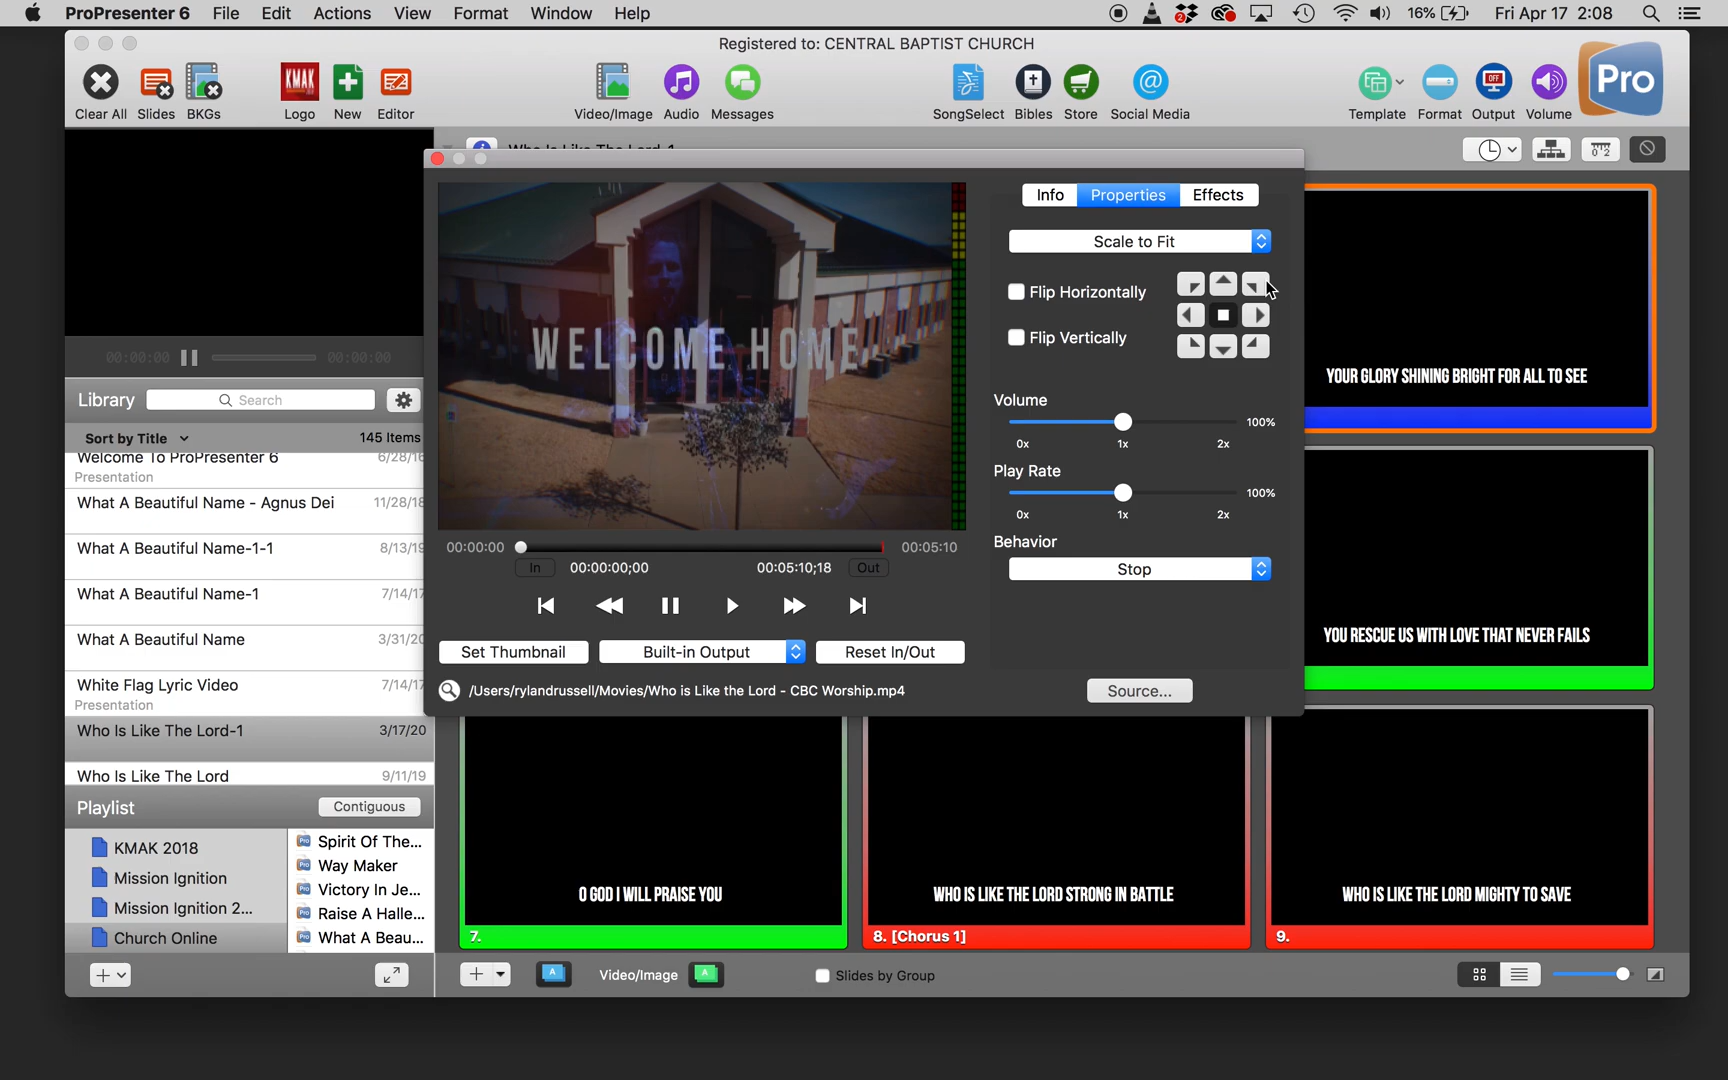 ProPresenter 6 File Edit Actions View Format Window Help
2
16% Fri Apr 17 2:08
Registered to: CENTRAL BAPTIST CHURCH
Clear All Slides BKGs
KMAK
Logo New Editor
Video/Image Audio Messages
SongSelect Bibles Store Social Media
OFF
Template Format Output Volume
Pro
00:00:00 00:00:00
Library Search
Sort by Title 145 Items
Welcome To ProPresenter 6
Presentation
What A Beautiful Name - Agnus Dei 11/28/
What A Beautiful Name-1-1 8/13/19
What A Beautiful Name-1 7/14/17
What A Beautiful Name 3/31/20
White Flag Lyric Video 7/14/17
Presentation
Who Is Like The Lord-1 3/17/20
Who Is Like The Lord 9/11/19
Playlist Contiguous
KMAK 2018
Mission Ignition
Mission Ignition 2...
Church Online
Spirit Of The...
Way Maker
Victory In Je...
Raise A Halle...
What A Beau...
WELCOME HOME
00:00:00 00:05:10
In 00:00:00;00 00:05:10;18 Out
Set Thumbnail Built-in Output Reset In/Out
/Users/rylandrussell/Movies/Who is Like the Lord - CBC Worship.mp4
Info Properties Effects
Scale to Fit
Flip Horizontally
Flip Vertically
Volume
100%
0x 1x 2x
Play Rate
100%
0x 1x 2x
Behavior
Stop
Source...
YOUR GLORY SHINING BRIGHT FOR ALL TO SEE
YOU RESCUE US WITH LOVE THAT NEVER FAILS
O GOD I WILL PRAISE YOU
7.
WHO IS LIKE THE LORD STRONG IN BATTLE
8. [Chorus 1]
WHO IS LIKE THE LORD MIGHTY TO SAVE
9.
A Video/Image A Slides by Group